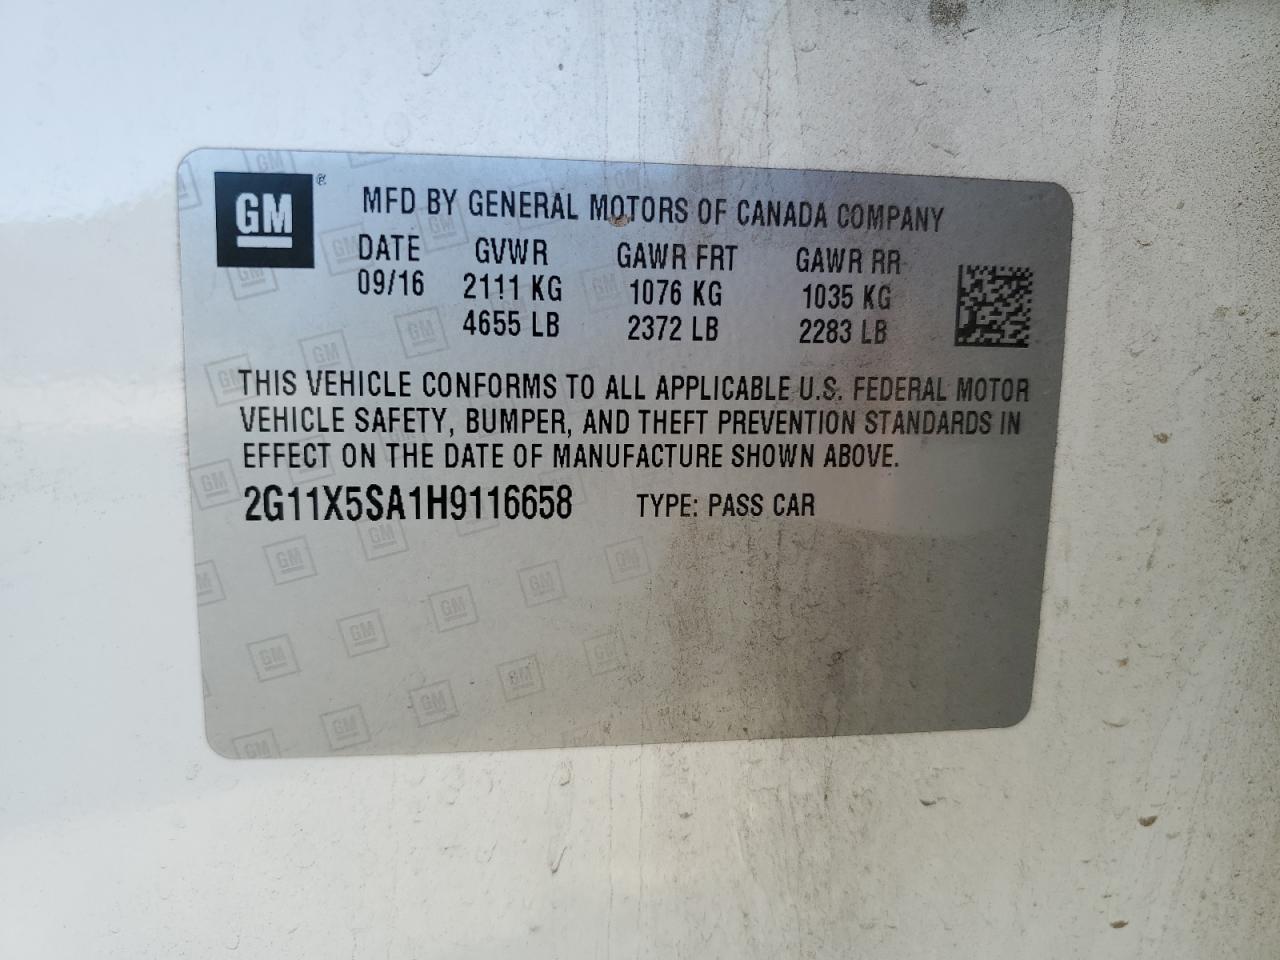 GM ® MFD BY GENERAL MOTORS OF CANADA COMPANY
DATE GVWR GAWR FRT GAWR RR
09/16 2111 KG 1076 KG 1035 KG
4655 LB 2372 LB 2283 LB
THIS VEHICLE CONFORMS TO ALL APPLICABLE U.S. FEDERAL MOTOR
VEHICLE SAFETY, BUMPER, AND THEFT PREVENTION STANDARDS IN
EFFECT ON THE DATE OF MANUFACTURE SHOWN ABOVE.
2G11X5SA1H9116658 TYPE: PASS CAR